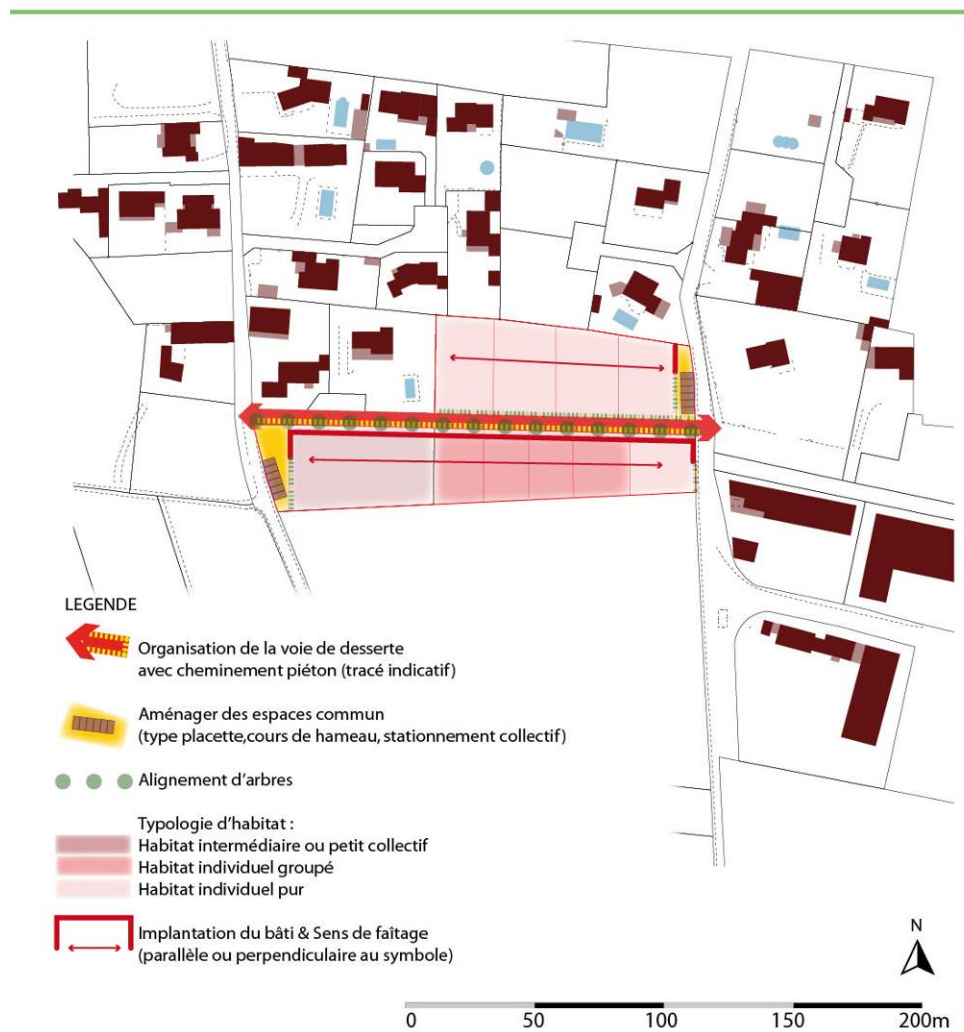 LEGENDE
Organisation de la voie de desserte
avec cheminement piéton (tracé indicatif)
Aménager des espaces commun
(type placette,cours de hameau, stationnement collectif)
Alignement d'arbres
Typologie d'habitat :
Habitat intermédiaire ou petit collectif
Habitat individuel groupé
Habitat individuel pur
Implantation du bâti & Sens de faîtage
(parallèle ou perpendiculaire au symbole)
N
0 50 100 150 200m